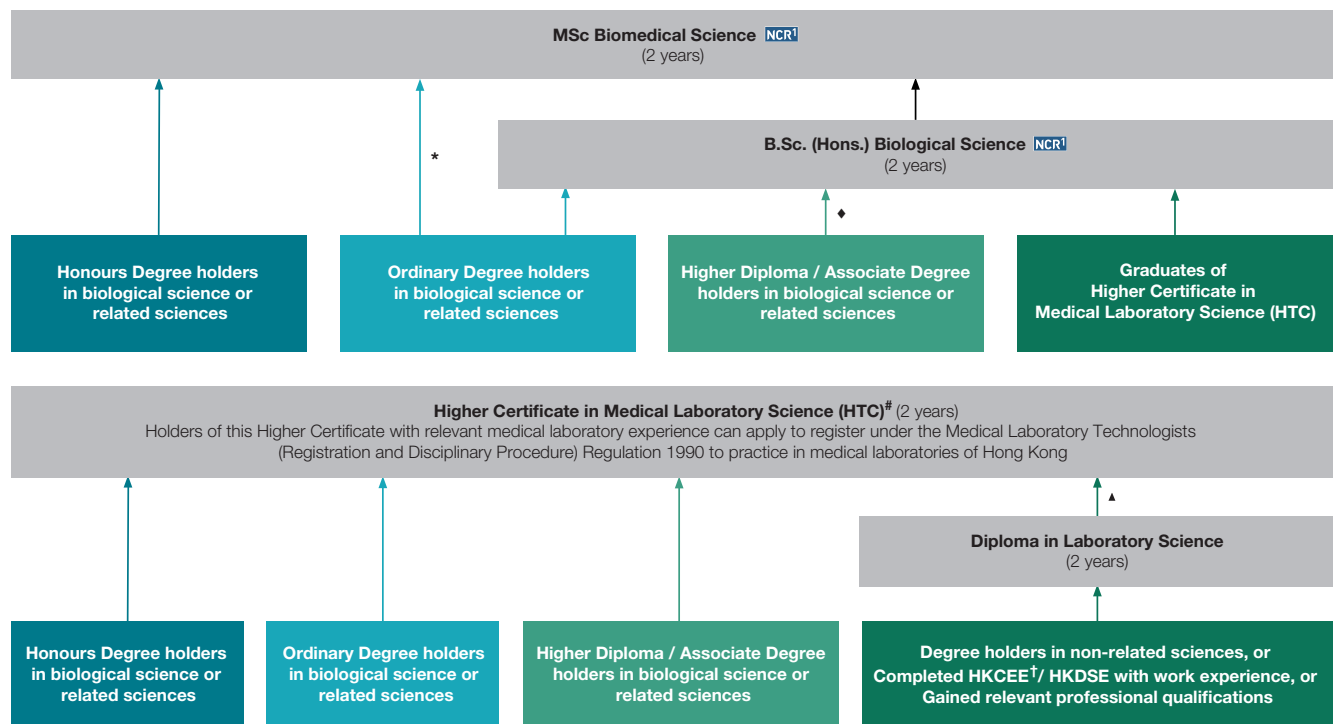 MSc Biomedical Science NCR1
(2 years)
*
B.Sc. (Hons.) Biological Science NCR1
(2 years)
♦
Honours Degree holders
in biological science or
related sciences
Ordinary Degree holders
in biological science or
related sciences
Higher Diploma / Associate Degree
holders in biological science or
related sciences
Graduates of
Higher Certificate in
Medical Laboratory Science (HTC)
Higher Certificate in Medical Laboratory Science (HTC)# (2 years)
Holders of this Higher Certificate with relevant medical laboratory experience can apply to register under the Medical Laboratory Technologists
(Registration and Disciplinary Procedure) Regulation 1990 to practice in medical laboratories of Hong Kong
▲
Diploma in Laboratory Science
(2 years)
Honours Degree holders
in biological science or
related sciences
Ordinary Degree holders
in biological science or
related sciences
Higher Diploma / Associate Degree
holders in biological science or
related sciences
Degree holders in non-related sciences, or
Completed HKCEE†/ HKDSE with work experience, or
Gained relevant professional qualifications